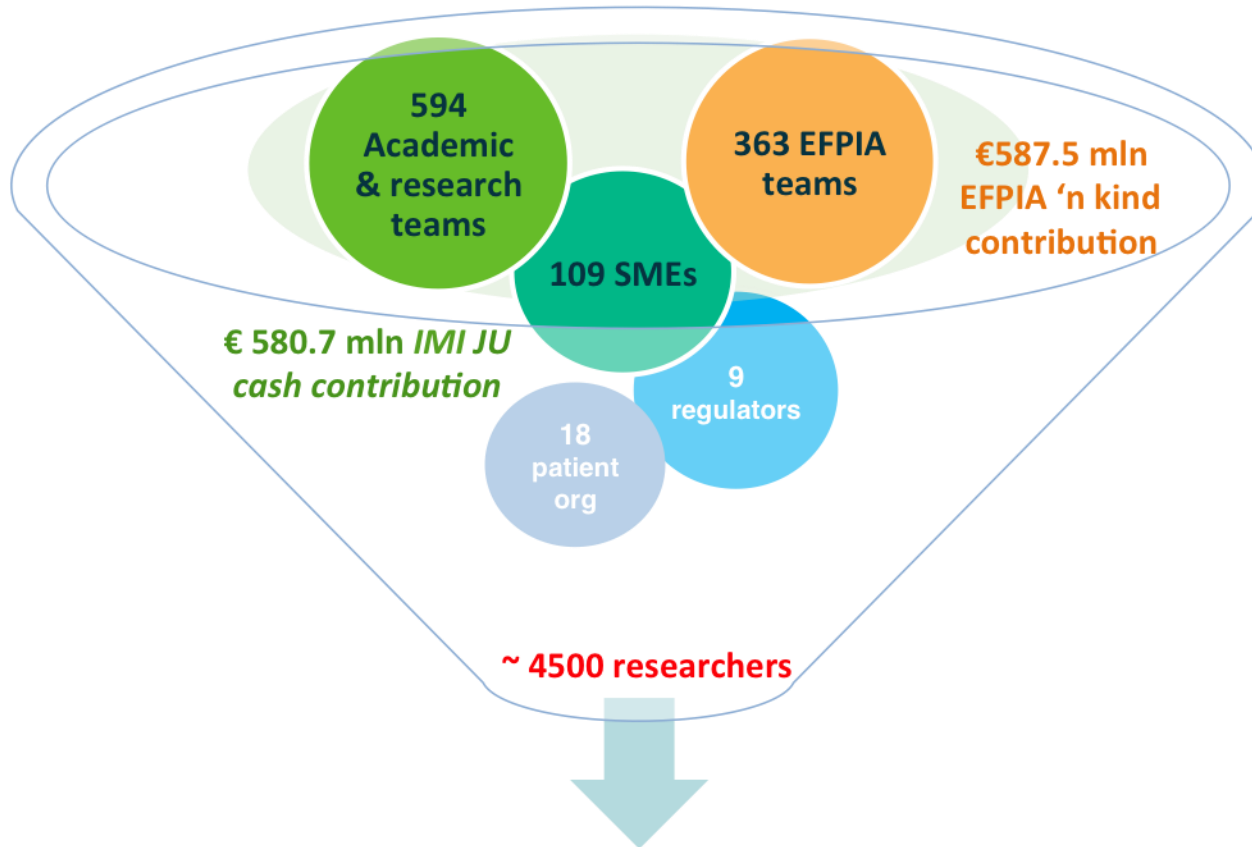 594
Academic
& research
teams
363 EFPIA
teams
€587.5 mln
EFPIA ‘n kind
contribution
109 SMEs
€ 580.7 mln IMI JU
cash contribution
9
regulators
18
patient
org
~ 4500 researchers